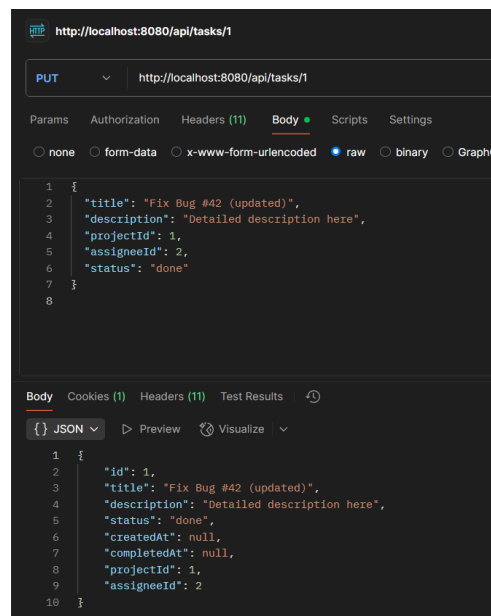 HTTP http://localhost:8080/api/tasks/1
PUT http://localhost:8080/api/tasks/1
Params Authorization Headers (11) Body Scripts Settings
none form-data x-www-form-urlencoded raw binary Graph
1 {
2 "title": "Fix Bug #42 (updated)",
3 "description": "Detailed description here",
4 "projectId": 1,
5 "assigneeId": 2,
6 "status": "done"
7 }
8
Body Cookies (1) Headers (11) Test Results
{} JSON Preview Visualize
1 {
2 "id": 1,
3 "title": "Fix Bug #42 (updated)",
4 "description": "Detailed description here",
5 "status": "done",
6 "createdAt": null,
7 "completedAt": null,
8 "projectId": 1,
9 "assigneeId": 2
10 }